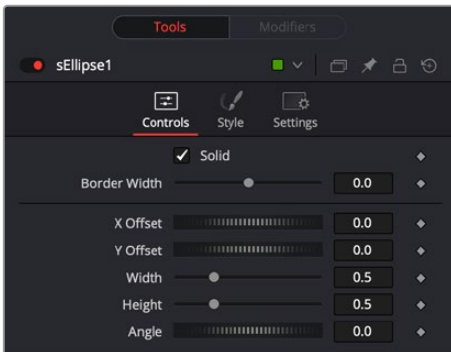 Tools Modifiers
sEllipse1
Controls Style Settings
Solid
Border Width 0.0
X Offset 0.0
Y Offset 0.0
Width 0.5
Height 0.5
Angle 0.0